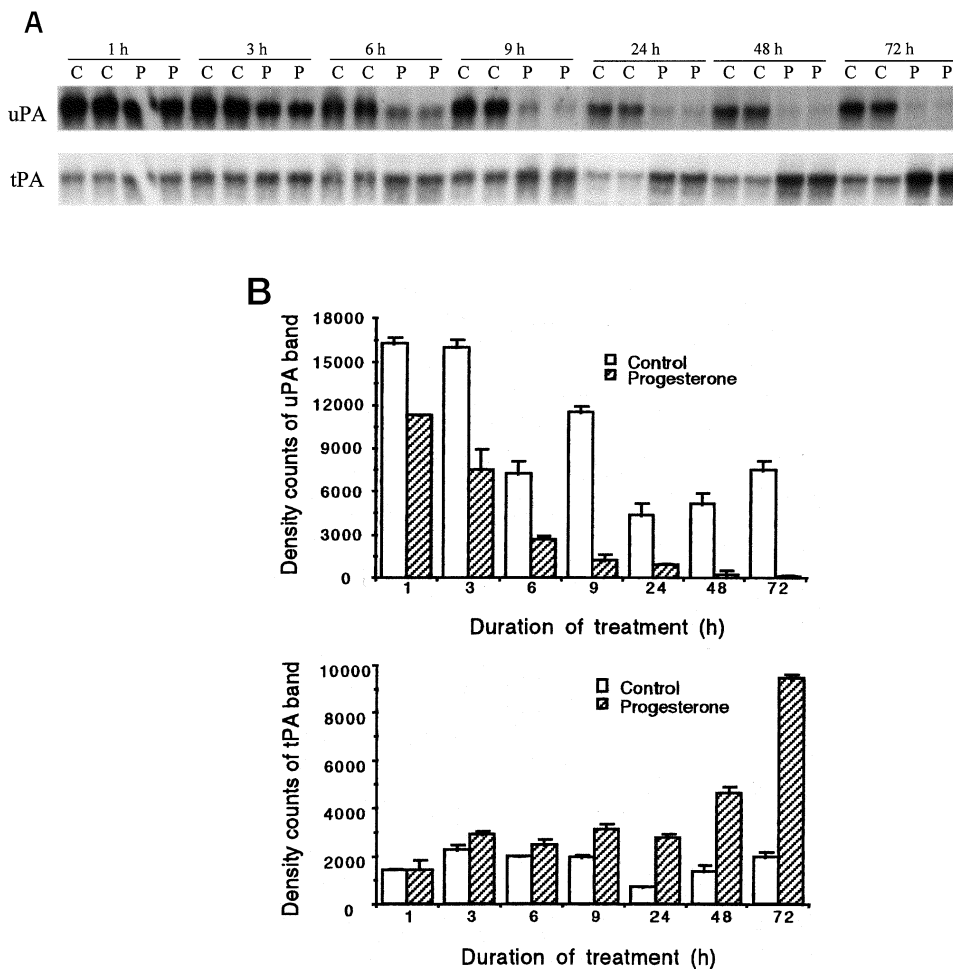 A
1 h 3 h 6 h 9 h 24 h 48 h 72 h
C C P P C C P P C C P P C C P P C C P P C C P P C C P P
uPA
tPA
B
Density counts of uPA band
18000
15000
12000
9000
6000
3000
0
Control
Progesterone
1 3 6 9 24 48 72
Duration of treatment (h)
Density counts of tPA band
10000
8000
6000
4000
2000
0
Control
Progesterone
1 3 6 9 24 48 72
Duration of treatment (h)